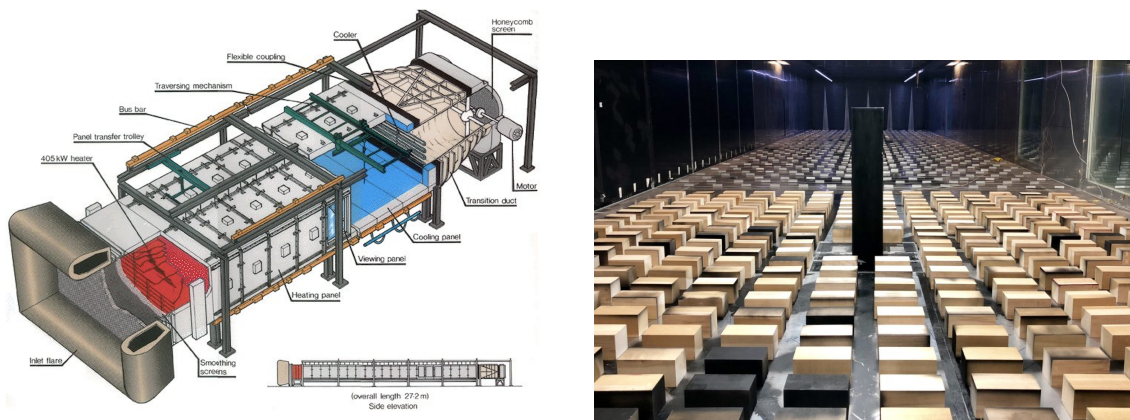 Honeycomb
screen
Cooler
Flexible coupling
Traversing mechanism
Bus bar
Panel transfer trolley
405 kW heater
Motor
Transition duct
Cooling panel
Viewing panel
Heating panel
Smoothing
screens
Inlet flare
(overall length 27·2 m)
Side elevation